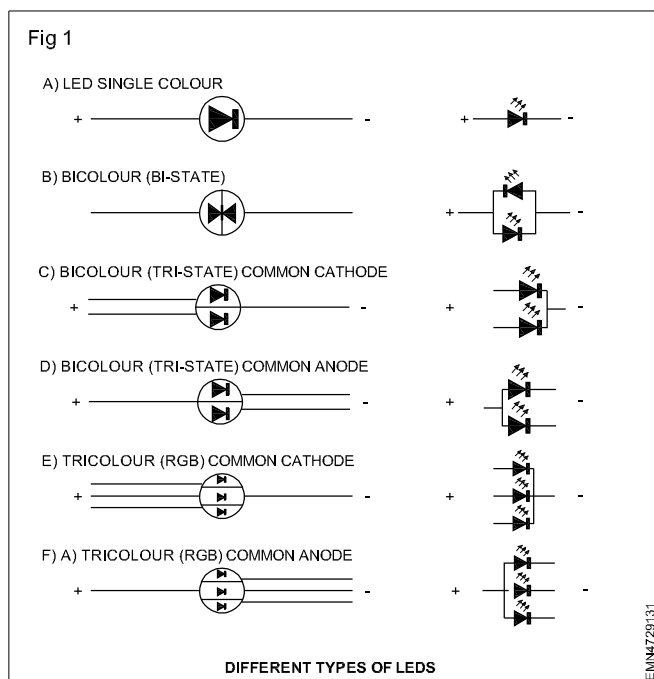 Fig 1
A) LED SINGLE COLOUR
+ - + -
B) BICOLOUR (BI-STATE)
+ -
C) BICOLOUR (TRI-STATE) COMMON CATHODE
+ - + -
D) BICOLOUR (TRI-STATE) COMMON ANODE
+ - + -
E) TRICOLOUR (RGB) COMMON CATHODE
+ - + -
F) A) TRICOLOUR (RGB) COMMON ANODE
+ - + -
DIFFERENT TYPES OF LEDS
EMN4729131